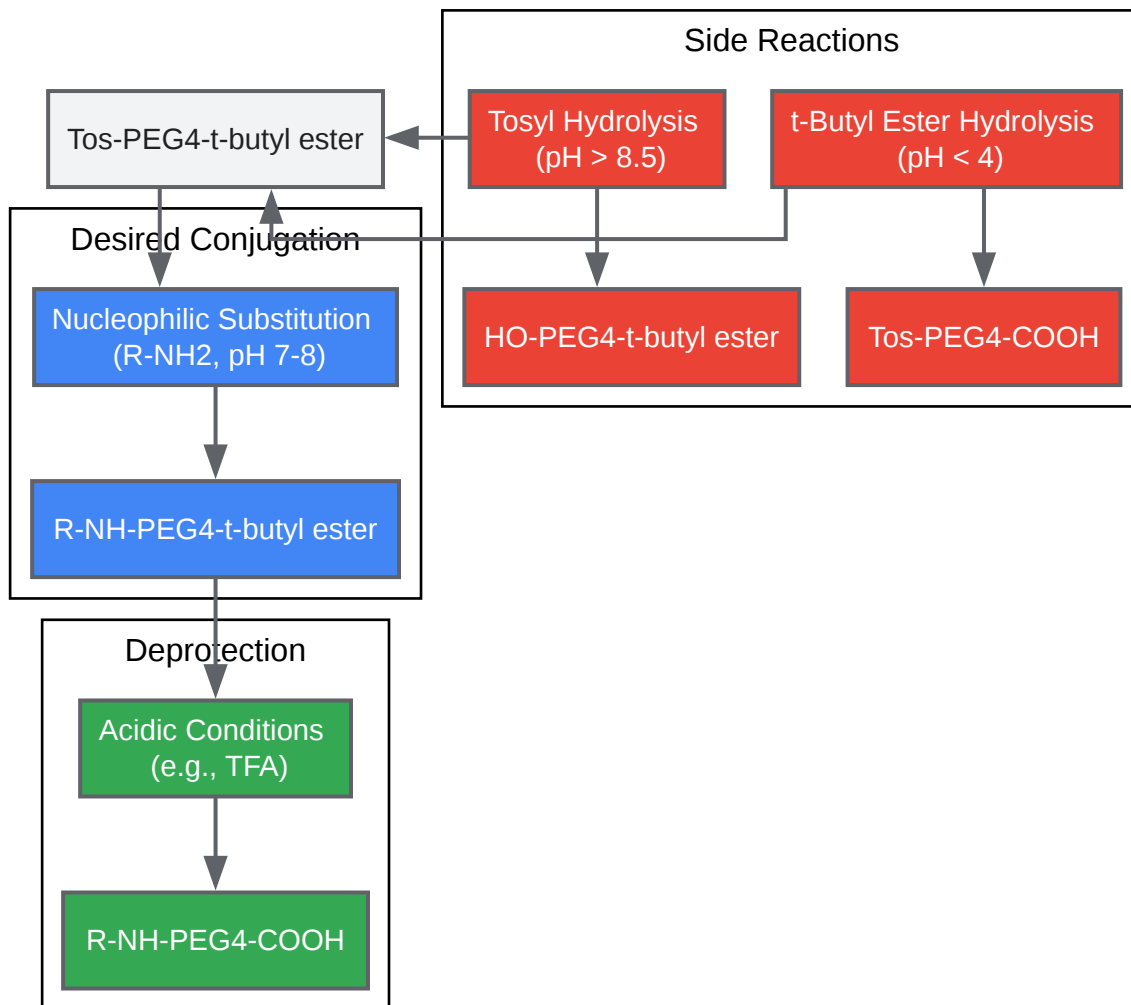 Side Reactions
Tos-PEG4-t-butyl ester
Tosyl Hydrolysis
(pH > 8.5)
t-Butyl Ester Hydrolysis
(pH < 4)
Desired Conjugation
Nucleophilic Substitution
(R-NH2, pH 7-8)
HO-PEG4-t-butyl ester
Tos-PEG4-COOH
R-NH-PEG4-t-butyl ester
Deprotection
Acidic Conditions
(e.g., TFA)
R-NH-PEG4-COOH